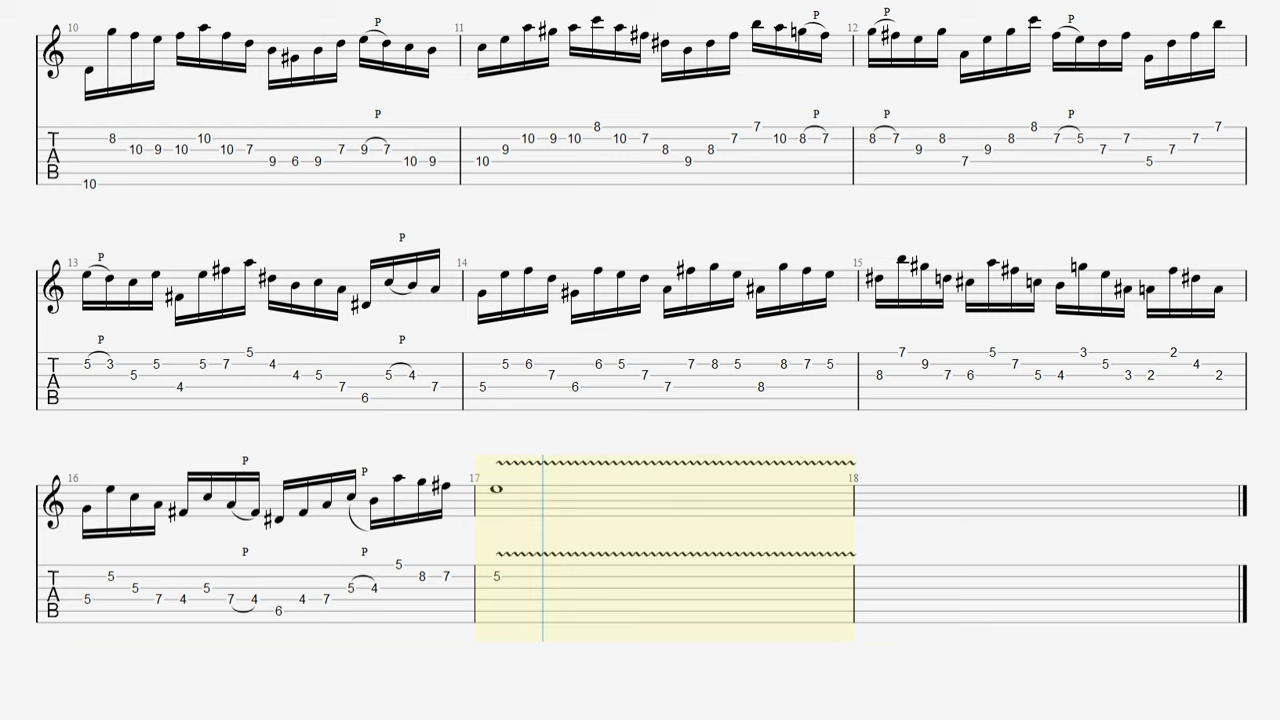 10 P 11 P 12 P P
P P P P
8 7 8 7
T 8 10 10 9 10 10 7 7 10 8 7 8 7 8 8 7 5 7 7
A 10 9 10 10 7 7 9 7 9 8 8 9 9 7 7
B 9 6 9 10 9 10 9 7 5
10
13 P P 14 15
P P
5 7 5 3 2
T 5 3 5 5 7 4 5 6 6 5 7 8 5 8 7 5 9 7 5 4
5 4 5 5 4 7 7 8 7 6 5 4 3 2 2
A 4 7 7 5 6 7 8
B 6
16 P P 17 18
P P
5
T 5 8 7 5
5 5 5 4
A 5 7 4 7 4 4 7
B 6